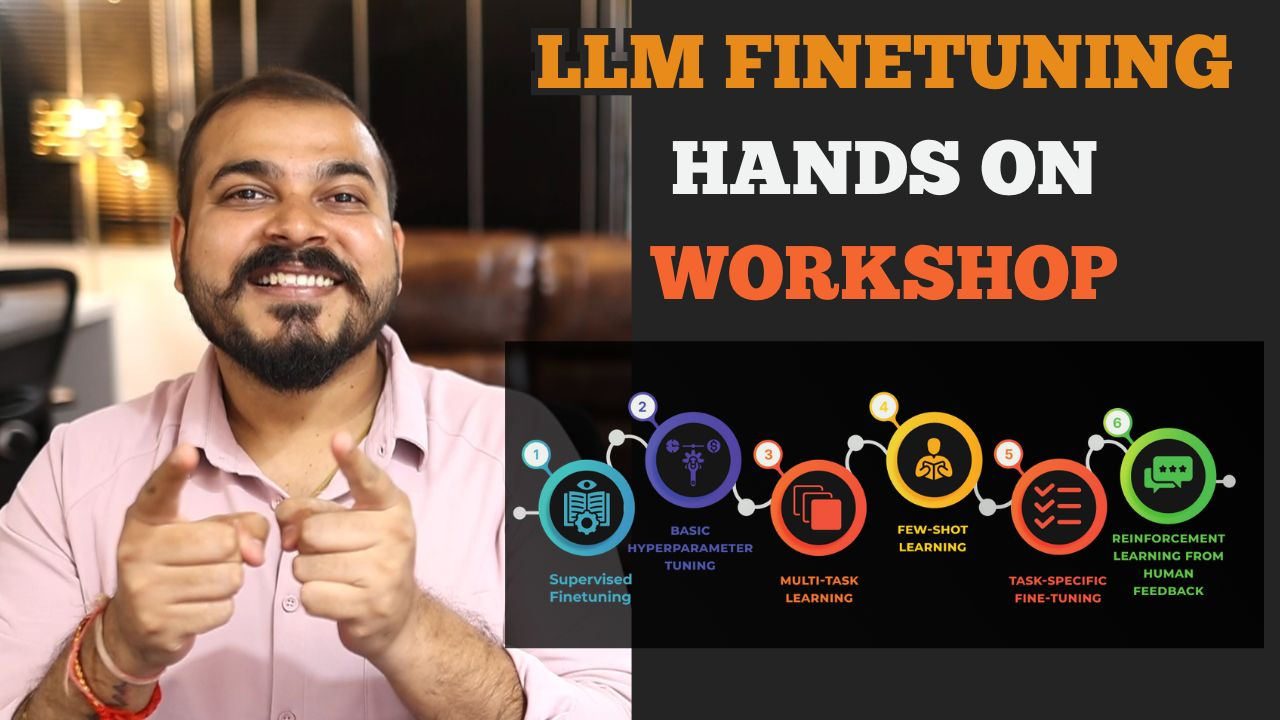 LLM FINETUNING
HANDS ON
WORKSHOP
1
Supervised
Finetuning
2
BASIC
HYPERPARAMETER
TUNING
3
MULTI-TASK
LEARNING
4
FEW-SHOT
LEARNING
5
TASK-SPECIFIC
FINE-TUNING
6
REINFORCEMENT
LEARNING FROM
HUMAN
FEEDBACK